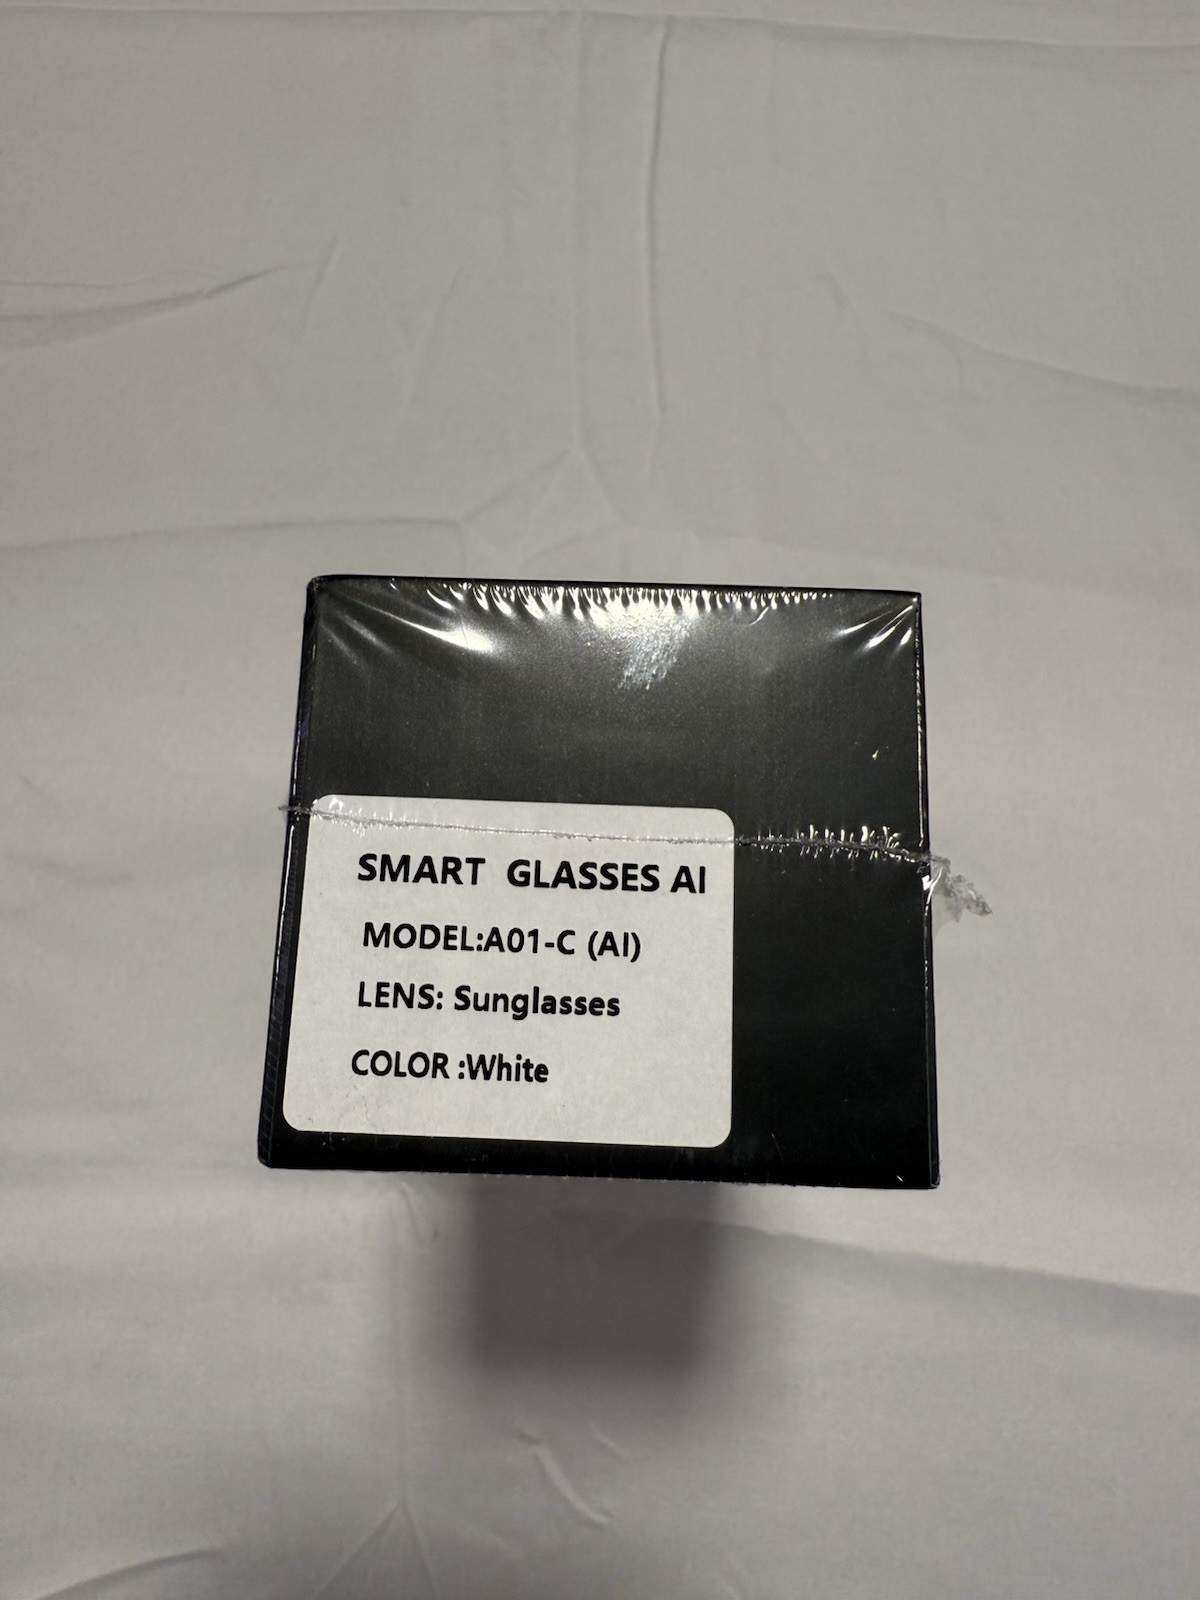 SMART GLASSES AI
MODEL:A01-C (AI)
LENS: Sunglasses
COLOR :White